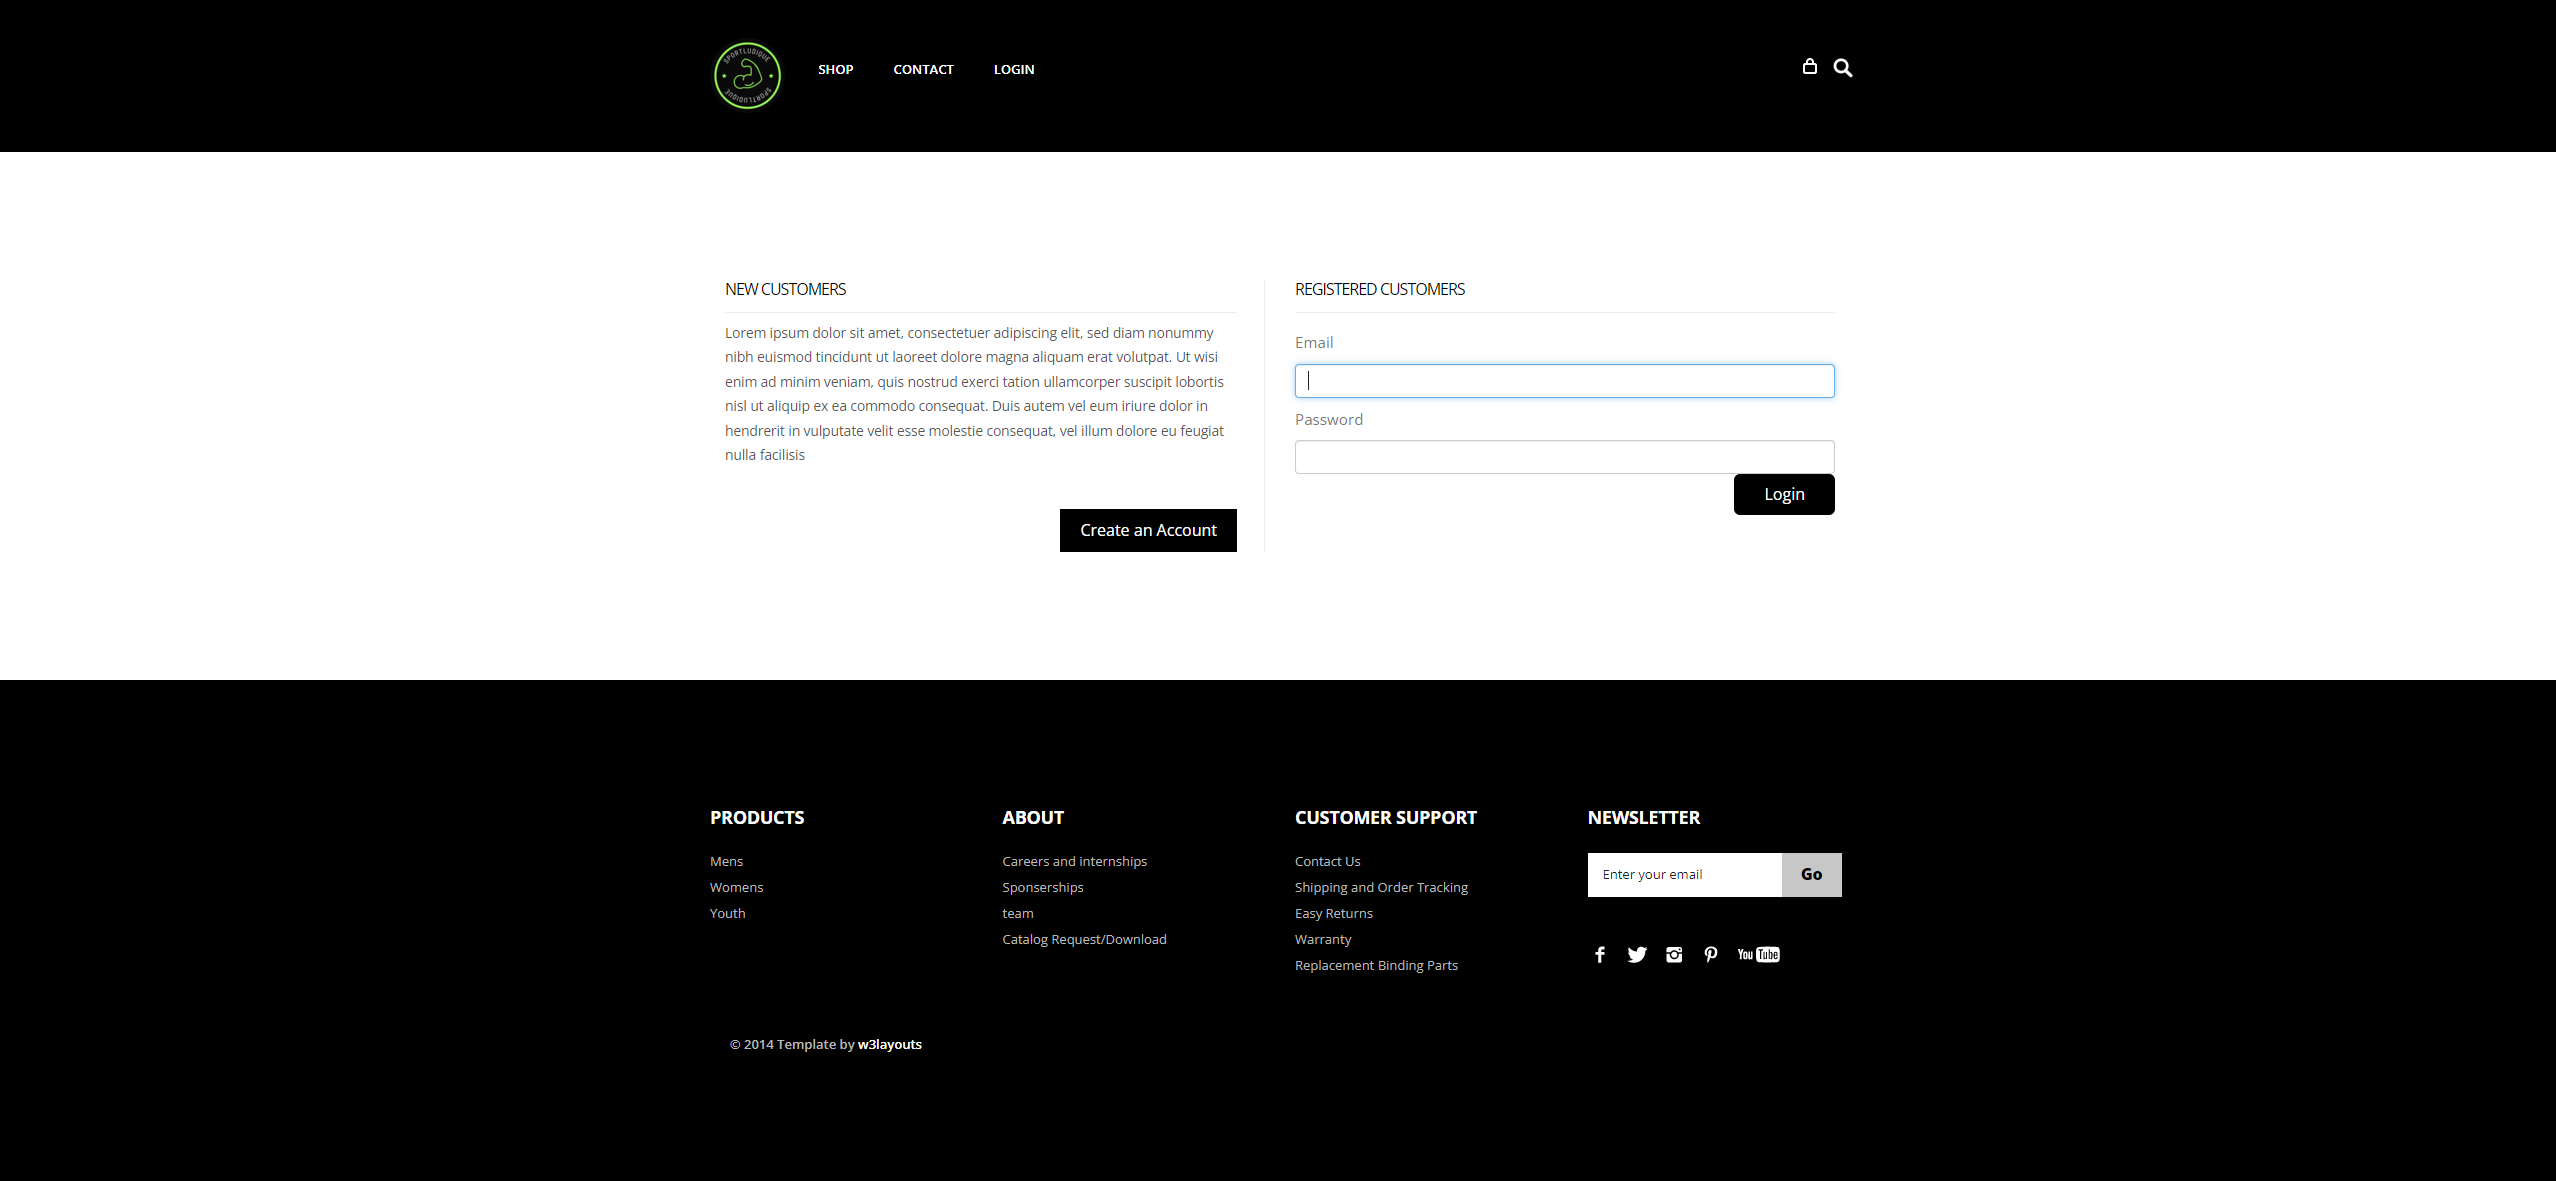 SPORTLUDIQUE
SPORTLUDIQUE
SHOP
CONTACT
LOGIN
NEW CUSTOMERS
Lorem ipsum dolor sit amet, consectetuer adipiscing elit, sed diam nonummy
nibh euismod tincidunt ut laoreet dolore magna aliquam erat volutpat. Ut wisi
enim ad minim veniam, quis nostrud exerci tation ullamcorper suscipit lobortis
nisl ut aliquip ex ea commodo consequat. Duis autem vel eum iriure dolor in
hendrerit in vulputate velit esse molestie consequat, vel illum dolore eu feugiat
nulla facilisis
Create an Account
REGISTERED CUSTOMERS
Email
Password
Login
PRODUCTS
Mens
Womens
Youth
ABOUT
Careers and internships
Sponserships
team
Catalog Request/Download
CUSTOMER SUPPORT
Contact Us
Shipping and Order Tracking
Easy Returns
Warranty
Replacement Binding Parts
NEWSLETTER
Enter your email
Go
You Tube
© 2014 Template by w3layouts